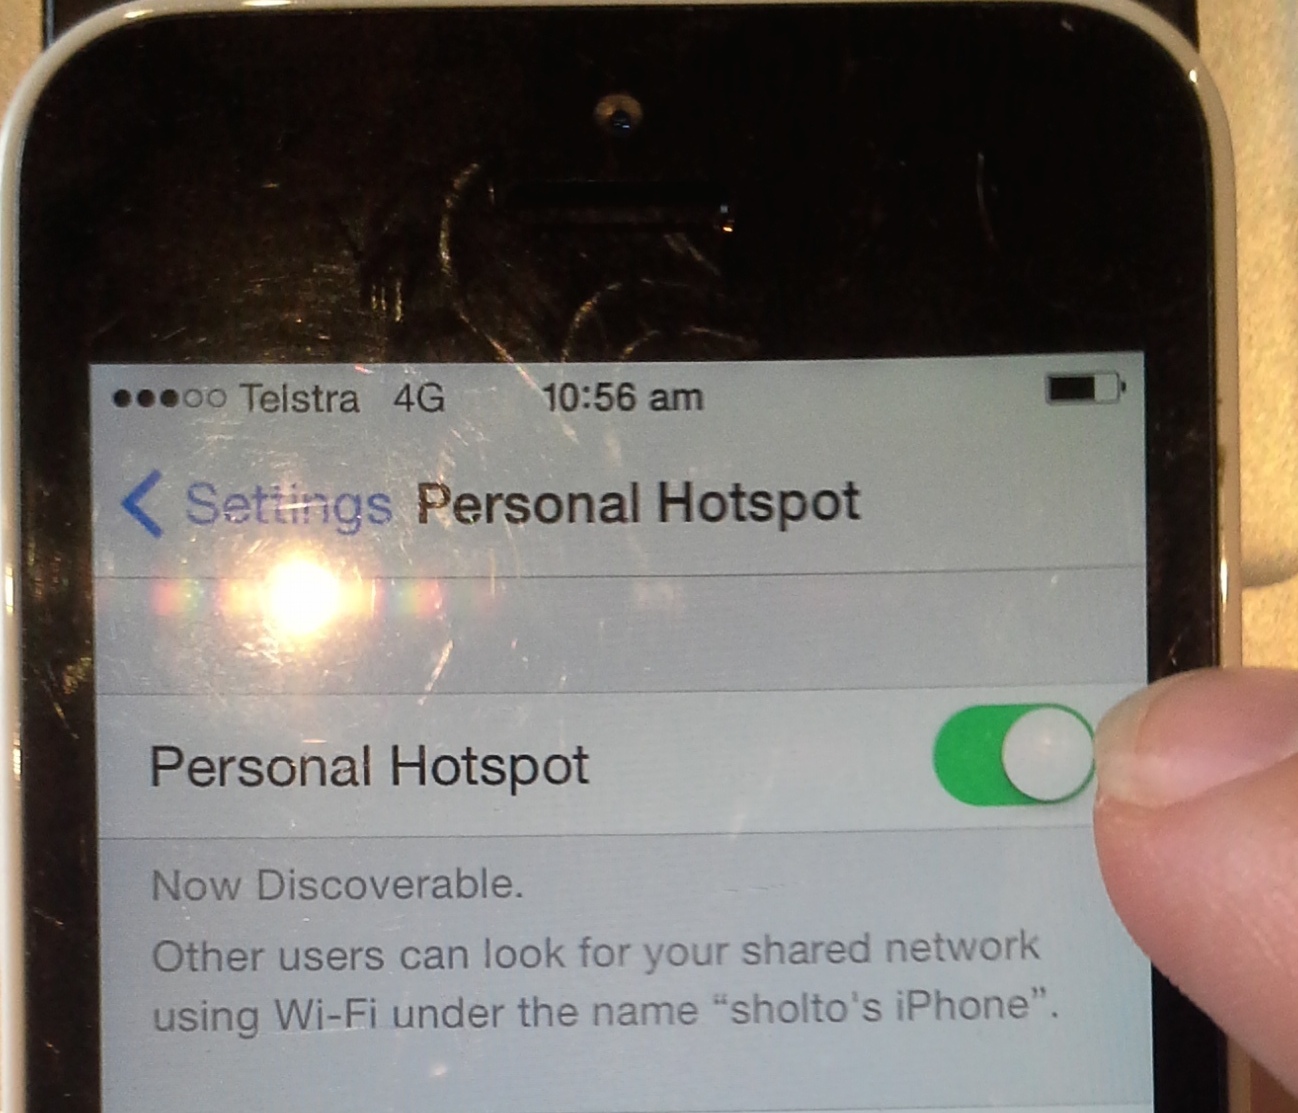 Telstra 4G 10:56 am
Settings Personal Hotspot
Personal Hotspot
Now Discoverable.
Other users can look for your shared network
using Wi-Fi under the name “sholto's iPhone”.